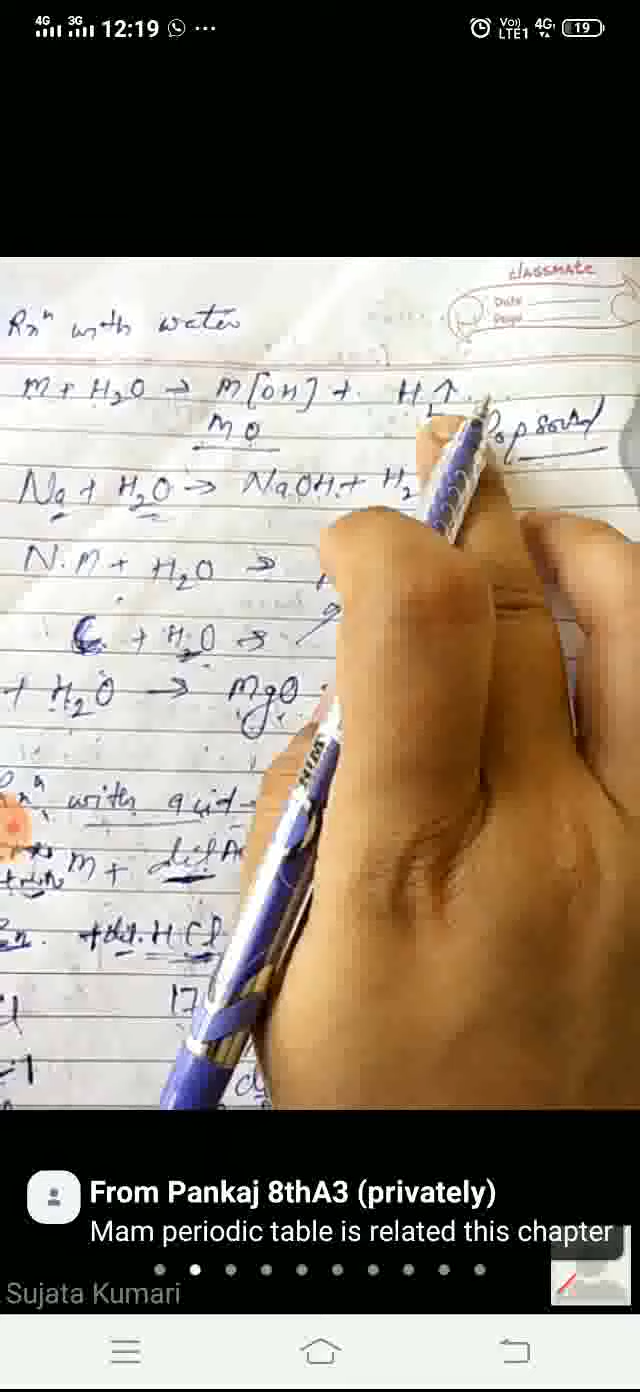 4G 3G 12:19 ...
Vo)) LTE1 4G 19
classmate
Date
Page
Rxⁿ with water
M + H₂O → M[OH] + H₂↑
MO
Pop sound
Na + H₂O → NaOH + H₂
N.M + H₂O →
C + H₂O →
+ H₂O → MgO
Rxⁿ with acid
M + dil A
+ dil. HCl
17
From Pankaj 8thA3 (privately)
Mam periodic table is related this chapter
Sujata Kumari